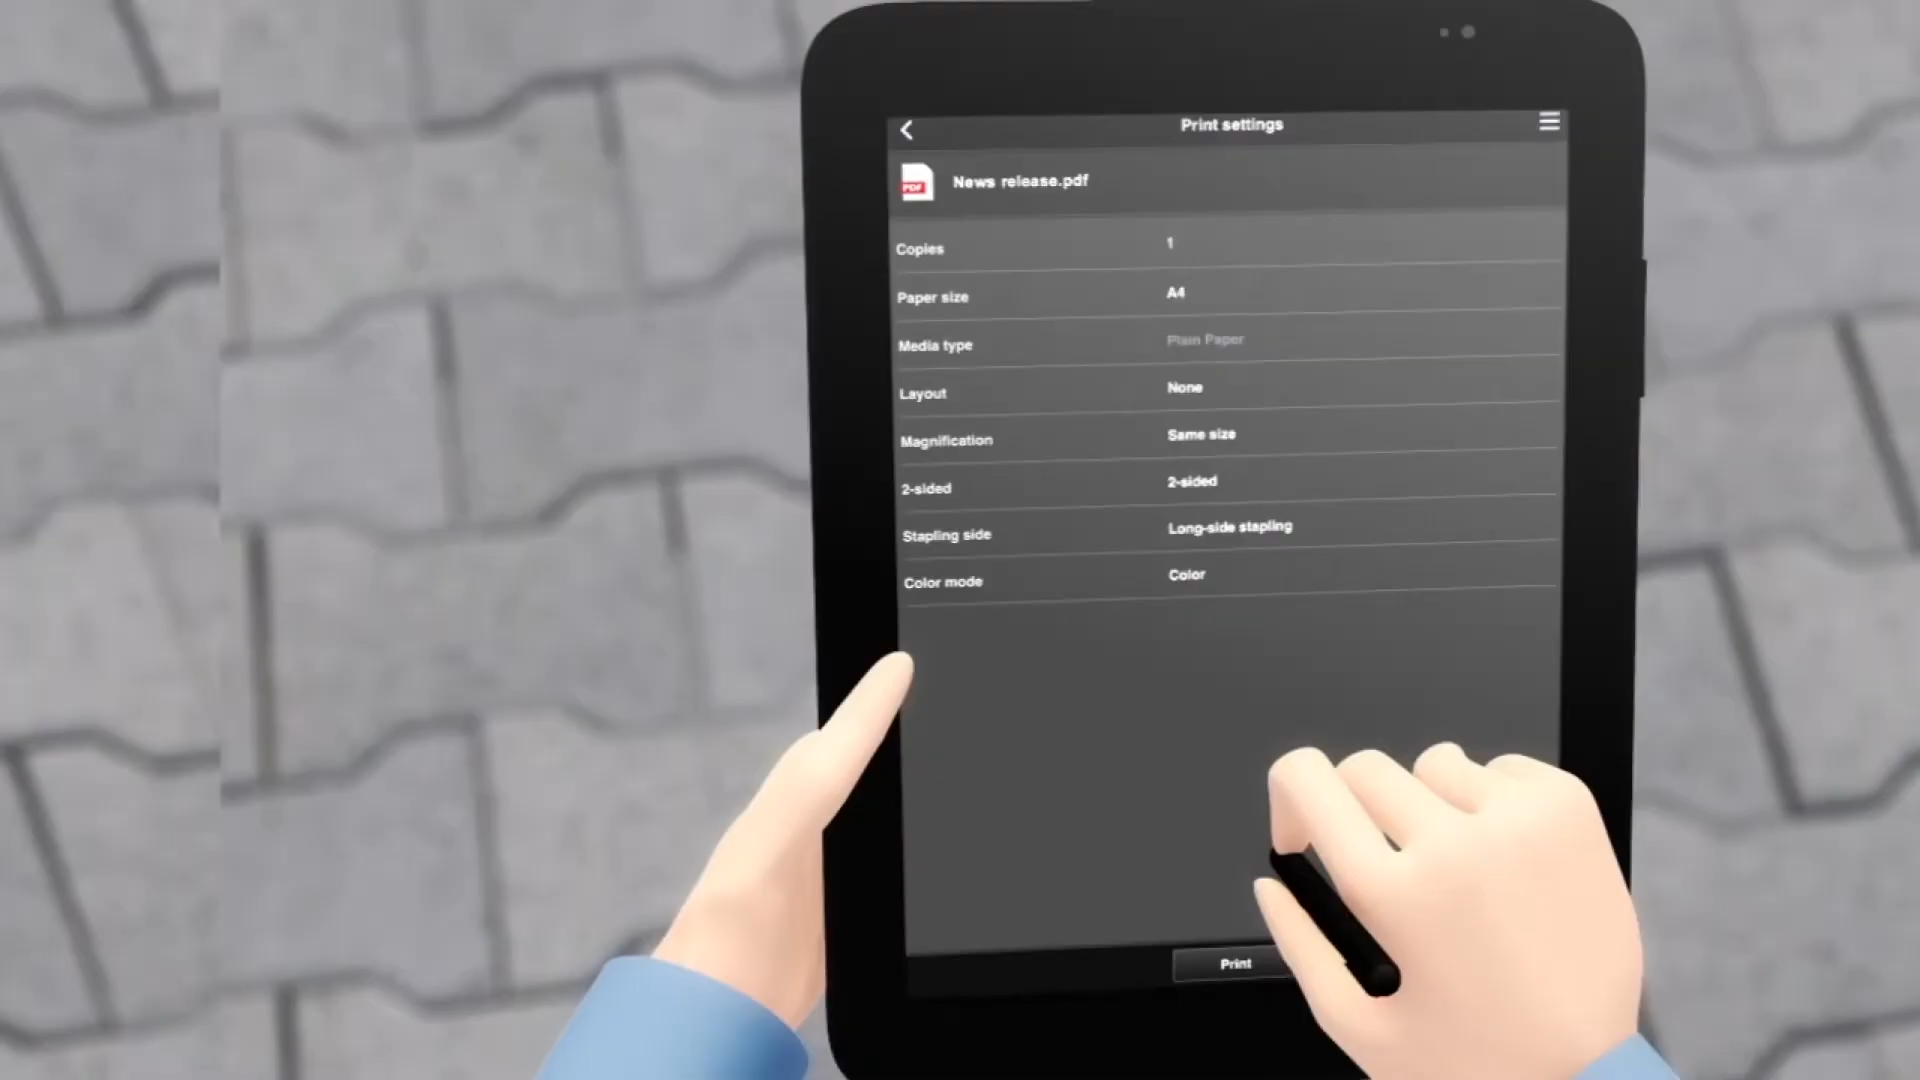 Print settings
PDF
News release.pdf
Copies 1
Paper size A4
Media type Plain Paper
Layout None
Magnification Same size
2-sided 2-sided
Stapling side Long-side stapling
Color mode Color
Print